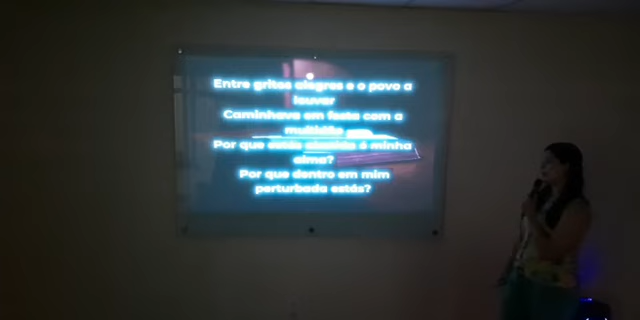 Entre gritos alegres e o povo a
louvar
Caminhava em festa com a
multidão
Por que estás abatida ó minha
alma?
Por que dentro em mim
perturbada estás?